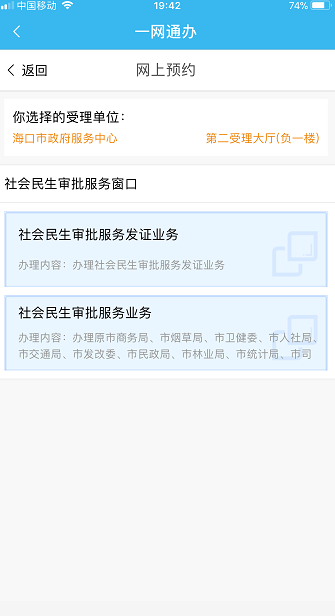 中国移动 19:42 74%
一网通办
返回 网上预约
你选择的受理单位：
海口市政府服务中心 第二受理大厅(负一楼)
社会民生审批服务窗口
社会民生审批服务发证业务
办理内容：办理社会民生审批服务发证业务
社会民生审批服务业务
办理内容：办理原市商务局、市烟草局、市卫健委、市人社局、
市交通局、市发改委、市民政局、市林业局、市统计局、市司